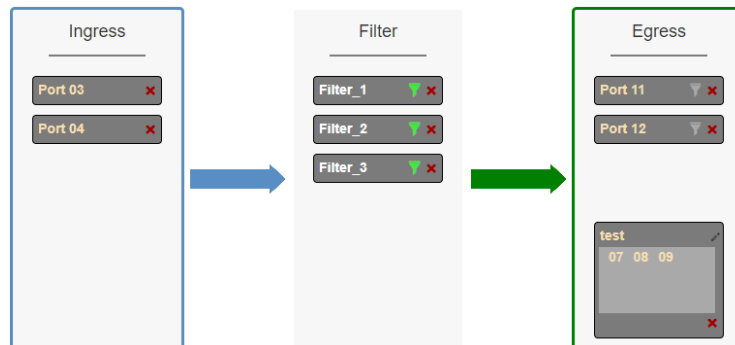 Ingress
Port 03
Port 04
Filter
Filter_1
Filter_2
Filter_3
Egress
Port 11
Port 12
test
07 08 09